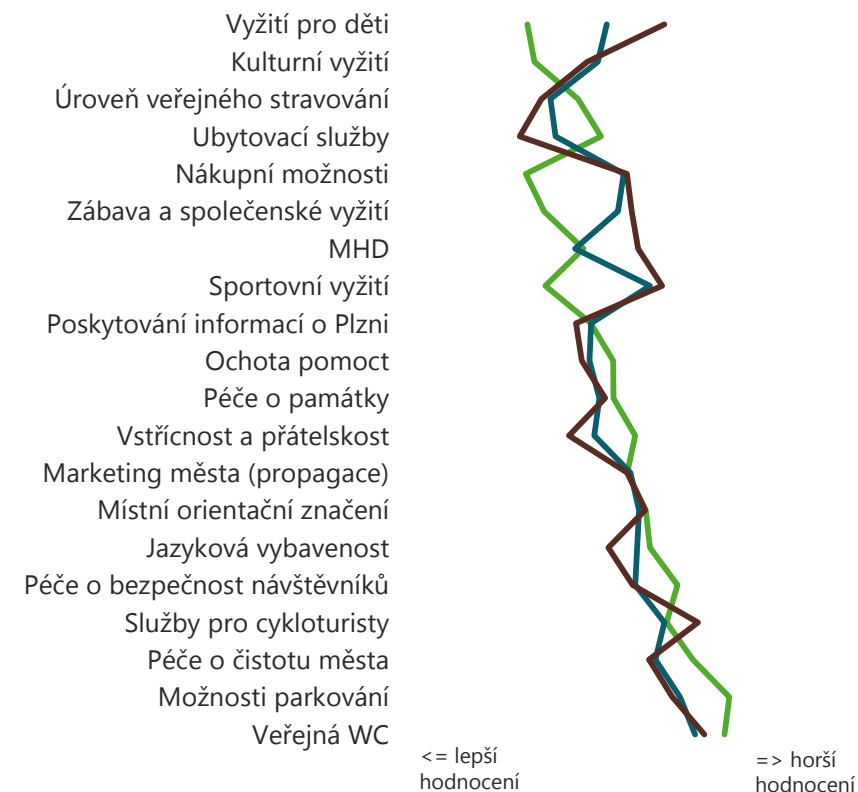 Vyžití pro děti
Kulturní vyžití
Úroveň veřejného stravování
Ubytovací služby
Nákupní možnosti
Zábava a společenské vyžití
MHD
Sportovní vyžití
Poskytování informací o Plzni
Ochota pomoct
Péče o památky
Vstřícnost a přátelskost
Marketing města (propagace)
Místní orientační značení
Jazyková vybavenost
Péče o bezpečnost návštěvníků
Služby pro cykloturisty
Péče o čistotu města
Možnosti parkování
Veřejná WC
<= lepší
hodnocení
=> horší
hodnocení